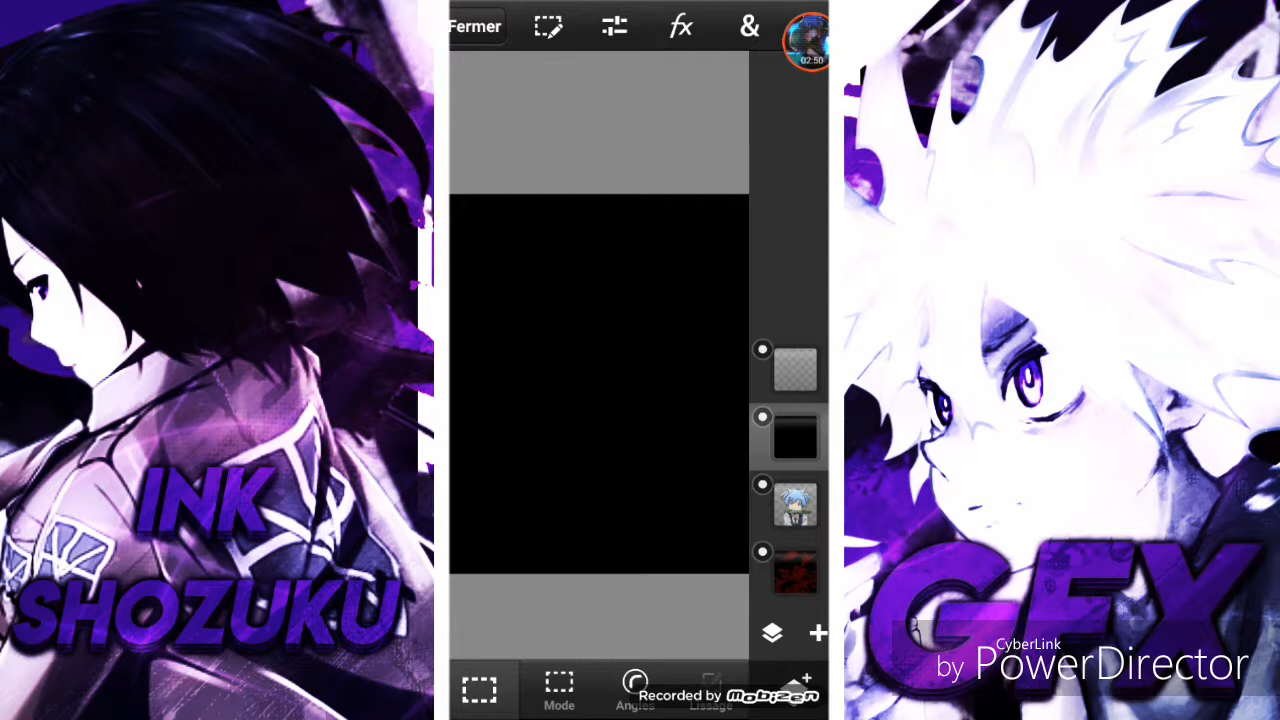 Fermer
fx
&
02:50
INK
SHOZUKU
GFX
CyberLink
by PowerDirector
Mode
Angles
Lissage
Recorded by Mobizen